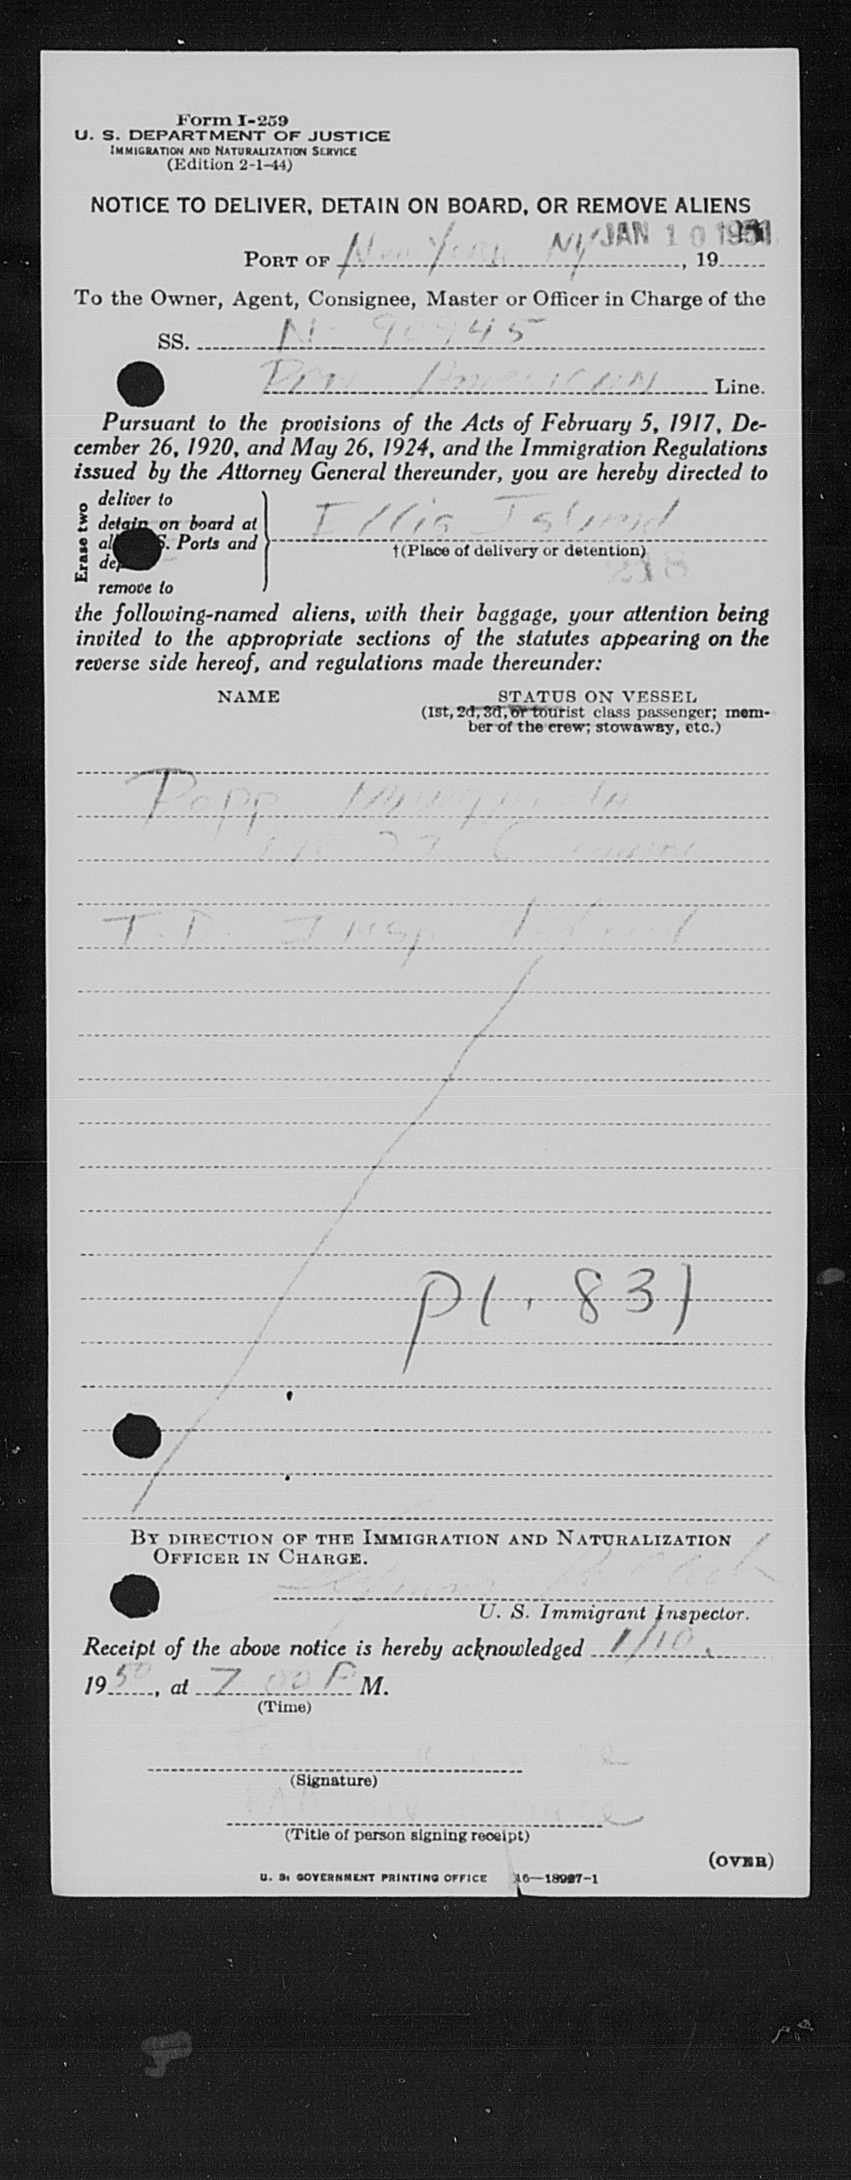 Form I-259
U. S. DEPARTMENT OF JUSTICE
IMMIGRATION AND NATURALIZATION SERVICE
(Edition 2-1-44)
NOTICE TO DELIVER, DETAIN ON BOARD, OR REMOVE ALIENS
JAN 10 1951
PORT OF New York NY, 19
To the Owner, Agent, Consignee, Master or Officer in Charge of the
SS. N 90945
Pan American Line.
Pursuant to the provisions of the Acts of February 5, 1917, De-
cember 26, 1920, and May 26, 1924, and the Immigration Regulations
issued by the Attorney General thereunder, you are hereby directed to
Erase two
deliver to
detain on board at
Ports and
remove to
Ellis Island
†(Place of delivery or detention)
218
the following-named aliens, with their baggage, your attention being
invited to the appropriate sections of the statutes appearing on the
reverse side hereof, and regulations made thereunder:
NAME STATUS ON VESSEL
(1st, 2d, 3d, or tourist class passenger; mem-
ber of the crew; stowaway, etc.)
Popp
T.D. Insp
P1. 831
BY DIRECTION OF THE IMMIGRATION AND NATURALIZATION
OFFICER IN CHARGE.
U. S. Immigrant Inspector.
Receipt of the above notice is hereby acknowledged 1/10,
1950, at 7 00 P M.
(Time)
(Signature)
(Title of person signing receipt)
(OVER)
U. S. GOVERNMENT PRINTING OFFICE 16—18927-1